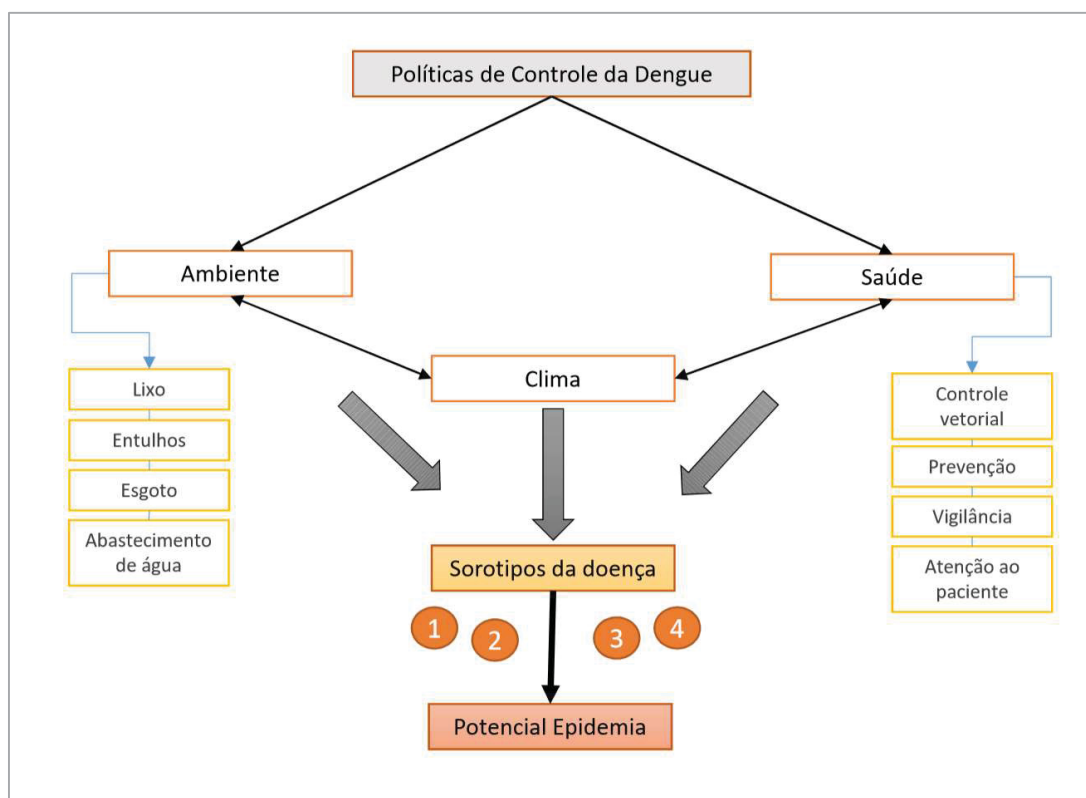 Políticas de Controle da Dengue
Ambiente
Saúde
Clima
Lixo
Entulhos
Esgoto
Abastecimento
de água
Controle
vetorial
Prevenção
Vigilância
Atenção ao
paciente
Sorotipos da doença
1
2
3
4
Potencial Epidemia